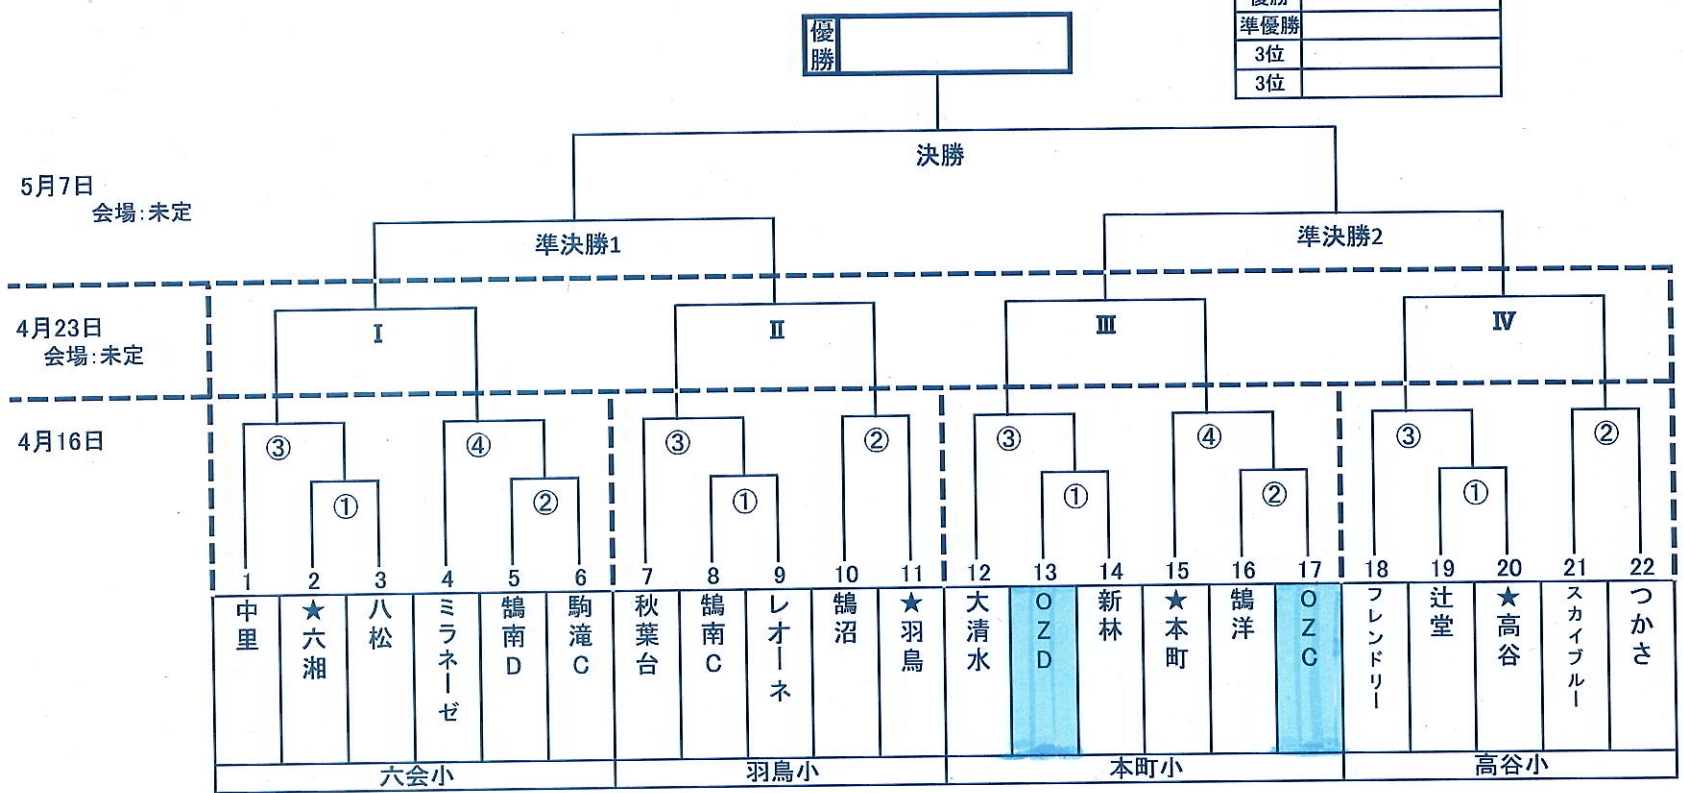 優勝
優勝
準優勝
3位
3位
決勝
5月7日
会場:未定
準決勝1
準決勝2
4月23日
会場:未定
Ⅰ
Ⅱ
Ⅲ
Ⅳ
4月16日
③
④
③
②
③
④
③
②
①
②
①
①
②
①
1 2 3 4 5 6 7 8 9 10 11 12 13 14 15 16 17 18 19 20 21 22
中里
★六湘
八松
ミラネーゼ
鵠南D
駒滝C
秋葉台
鵠南C
レオーネ
鵠沼
★羽鳥
大清水
OZD
新林
★本町
鵠洋
OZC
フレンドリー
辻堂
★高谷
スカイブルー
つかさ
六会小
羽鳥小
本町小
高谷小